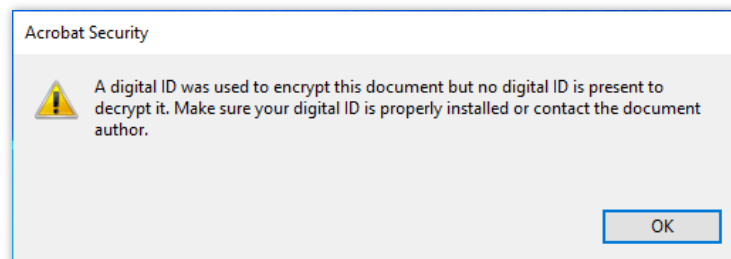 Acrobat Security
A digital ID was used to encrypt this document but no digital ID is present to
decrypt it. Make sure your digital ID is properly installed or contact the document
author.
OK